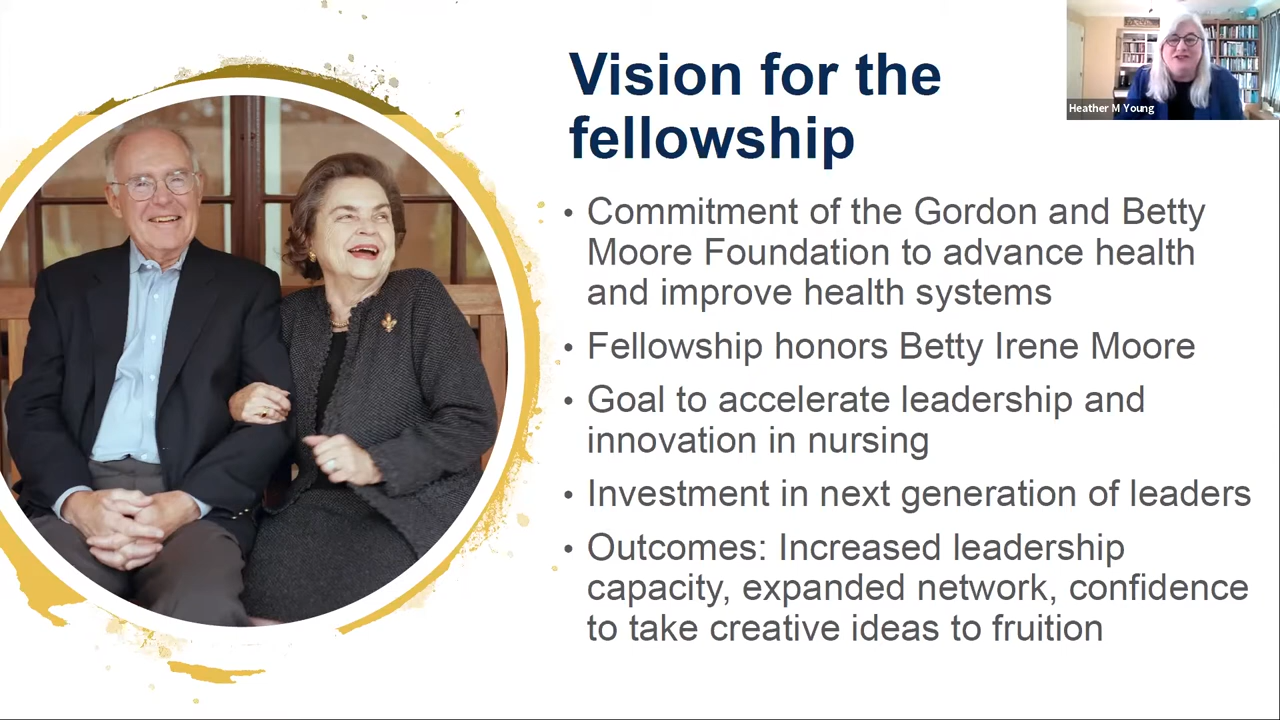 Vision for the
fellowship
Heather M Young
• Commitment of the Gordon and Betty
Moore Foundation to advance health
and improve health systems
• Fellowship honors Betty Irene Moore
• Goal to accelerate leadership and
innovation in nursing
• Investment in next generation of leaders
• Outcomes: Increased leadership
capacity, expanded network, confidence
to take creative ideas to fruition